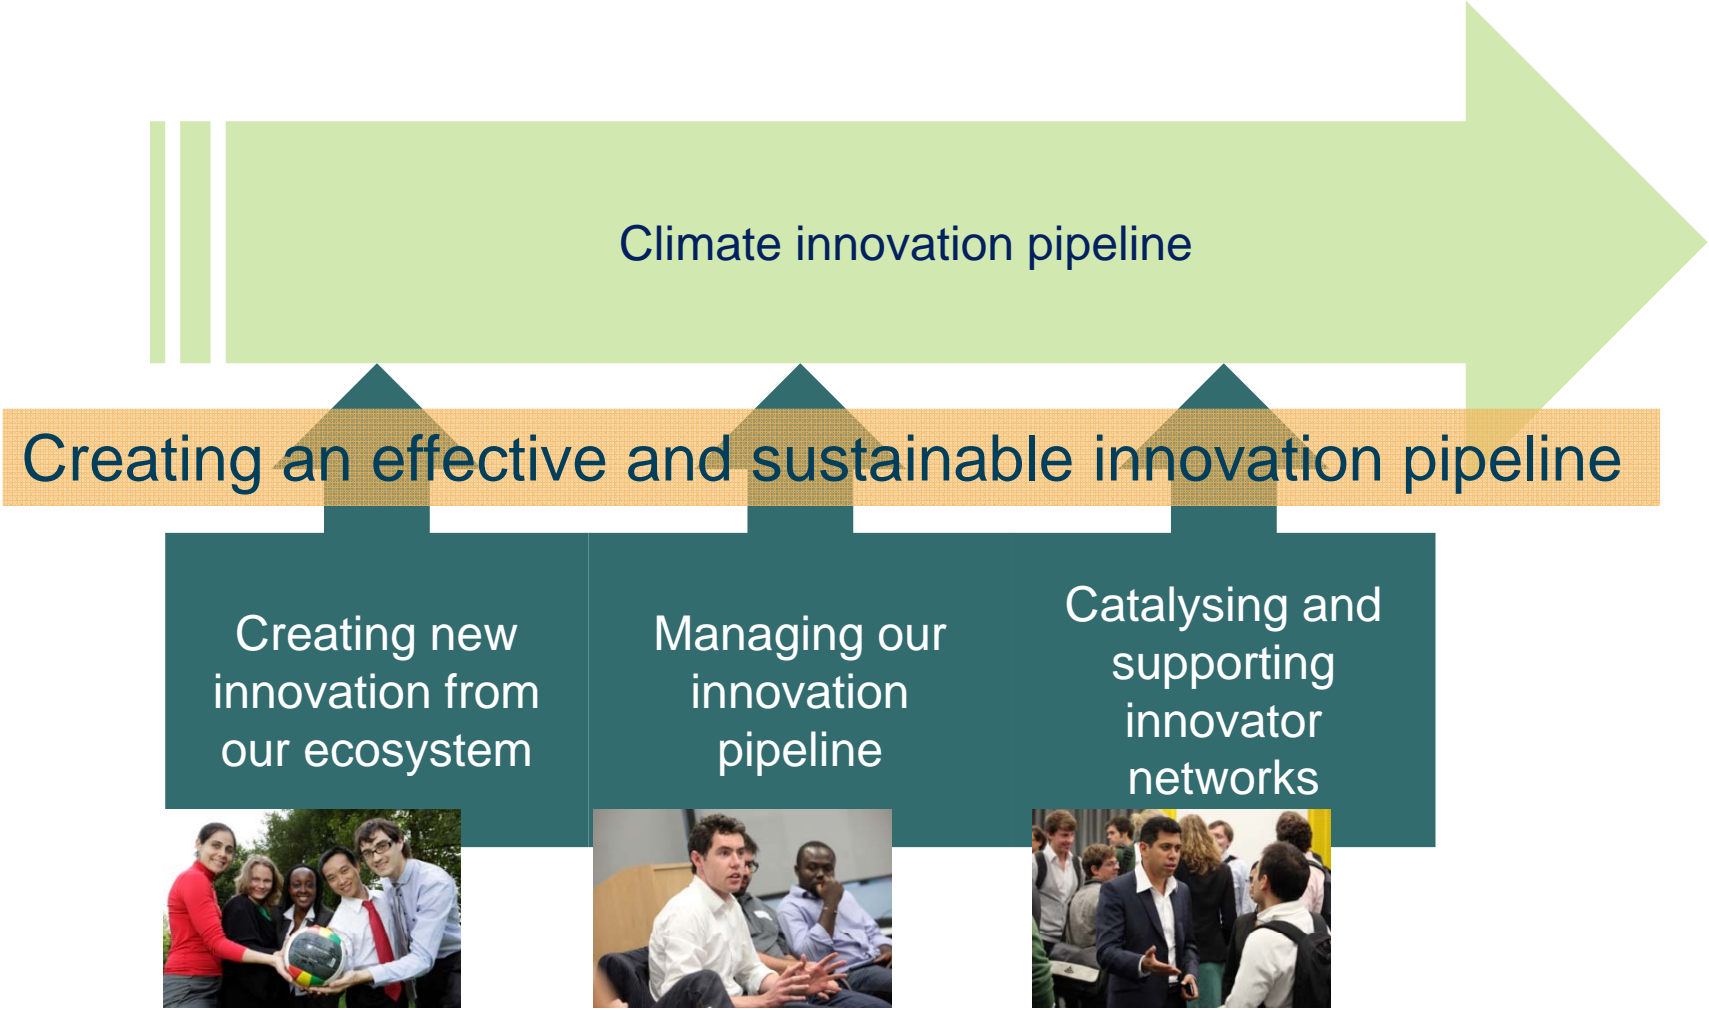 Climate innovation pipeline
Creating an effective and sustainable innovation pipeline
Creating new
innovation from
our ecosystem
Managing our
innovation
pipeline
Catalysing and
supporting
innovator
networks